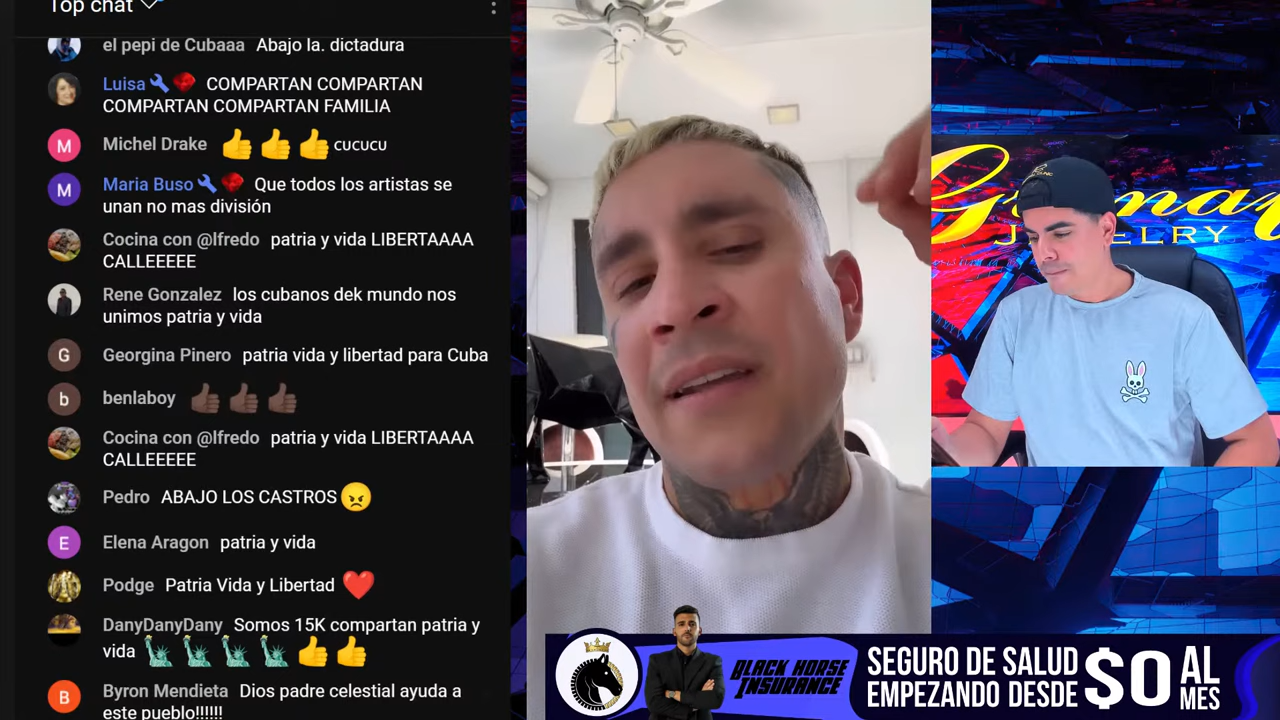 Top chat
el pepi de Cubaaa Abajo la. dictadura
Luisa COMPARTAN COMPARTAN
COMPARTAN COMPARTAN FAMILIA
Michel Drake cucucu
Maria Buso Que todos los artistas se
unan no mas división
Cocina con @lfredo patria y vida LIBERTAAAA
CALLEEEEE
Rene Gonzalez los cubanos dek mundo nos
unimos patria y vida
G
Georgina Pinero patria vida y libertad para Cuba
b
benlaboy
Cocina con @lfredo patria y vida LIBERTAAAA
CALLEEEEE
Pedro ABAJO LOS CASTROS
E
Elena Aragon patria y vida
Podge Patria Vida y Libertad
DanyDanyDany Somos 15K compartan patria y
vida
B
Byron Mendieta Dios padre celestial ayuda a
este pueblo!!!!!!
M
M
JEWELRY
BLACK HORSE
INSURANCE
SEGURO DE SALUD
EMPEZANDO DESDE
$0 AL
MES